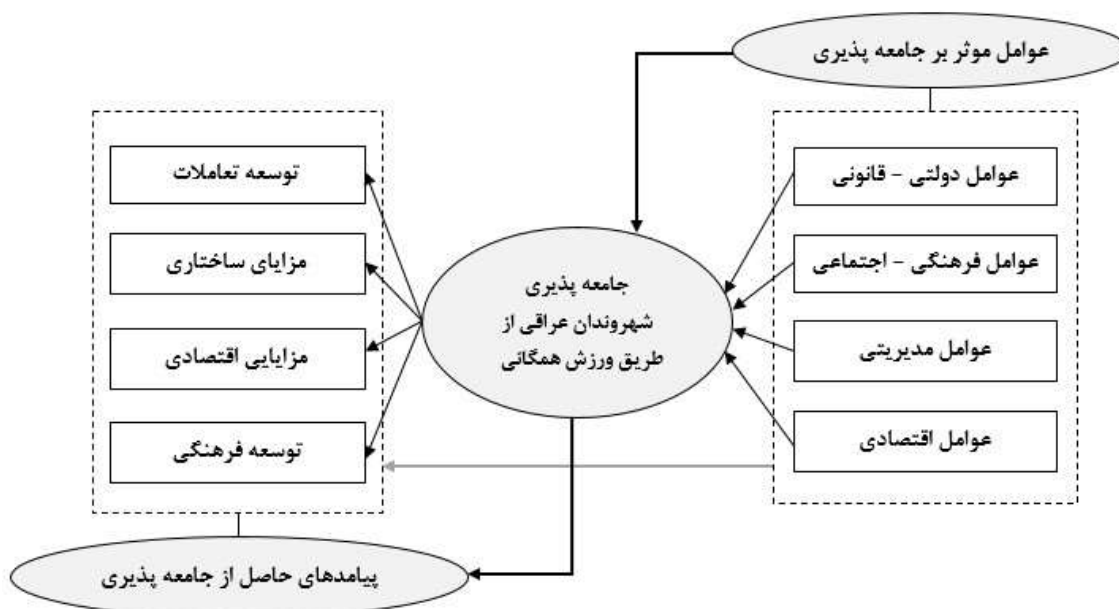 عوامل موثر بر جامعه پذیری
عوامل دولتی - قانونی
عوامل فرهنگی - اجتماعی
عوامل مدیریتی
عوامل اقتصادی
جامعه پذیری
شهروندان عراقی از
طریق ورزش همگانی
توسعه تعاملات
مزایای ساختاری
مزایایی اقتصادی
توسعه فرهنگی
پیامدهای حاصل از جامعه پذیری